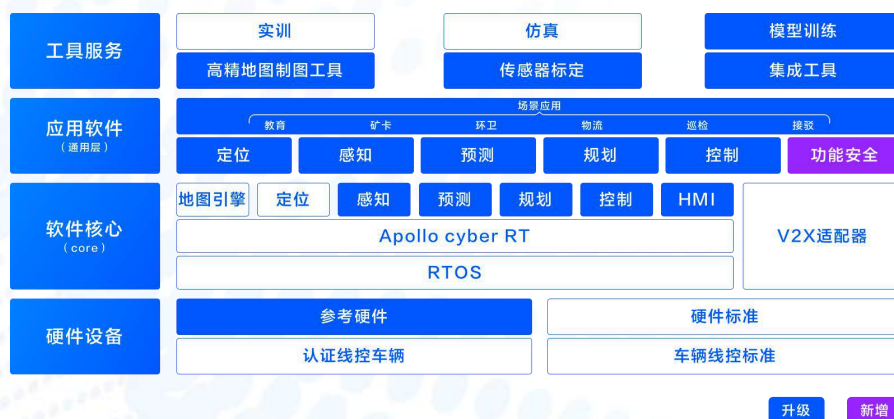 工具服务
实训
仿真
模型训练
高精地图制图工具
传感器标定
集成工具
应用软件
（通用层）
场景应用
教育
矿卡
环卫
物流
巡检
接驳
定位
感知
预测
规划
控制
功能安全
软件核心
（core）
地图引擎
定位
感知
预测
规划
控制
HMI
Apollo cyber RT
RTOS
V2X适配器
硬件设备
参考硬件
硬件标准
认证线控车辆
车辆线控标准
升级
新增